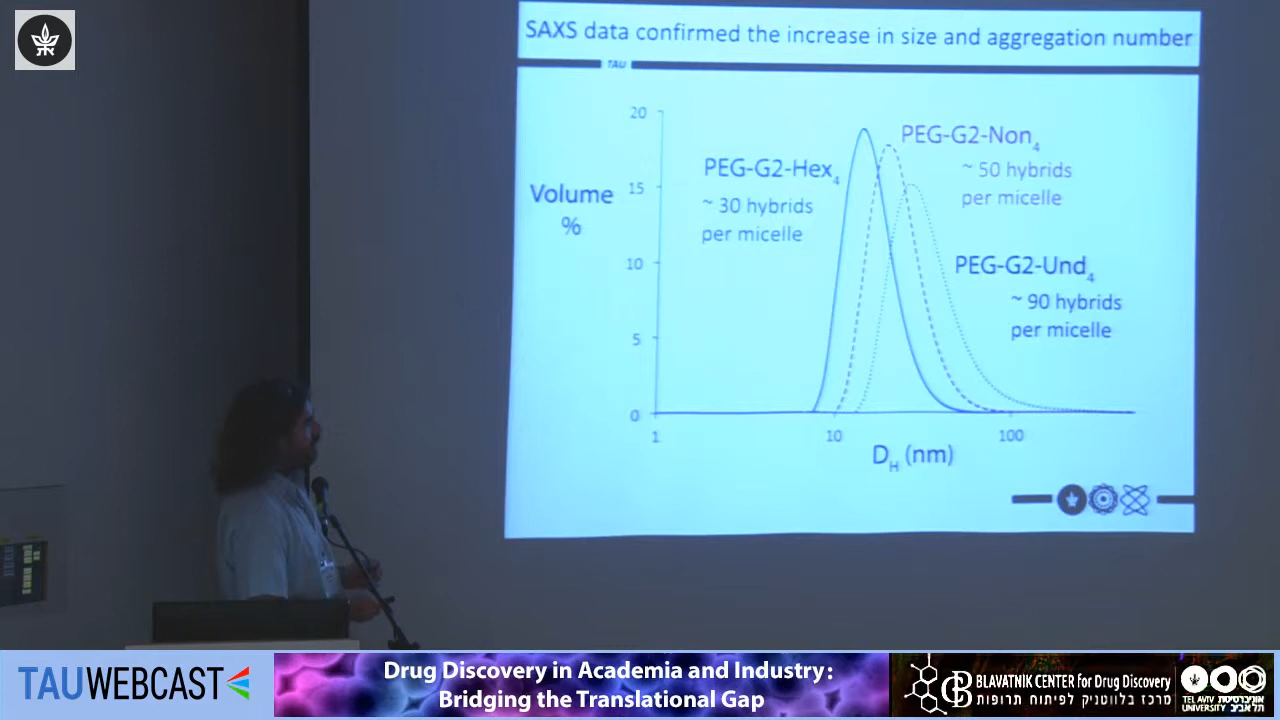 SAXS data confirmed the increase in size and aggregation number
TAU
20
15
10
5
0
Volume
%
PEG-G2-Hex4
~ 30 hybrids
per micelle
PEG-G2-Non4
~ 50 hybrids
per micelle
PEG-G2-Und4
~ 90 hybrids
per micelle
1
10
100
DH (nm)
TAUWEBCAST
Drug Discovery in Academia and Industry:
Bridging the Translational Gap
BLAVATNIK CENTER for Drug Discovery
מרכז בלווטניק לפיתוח תרופות
TEL AVIV אוניברסיטת
UNIVERSITY תל אביב